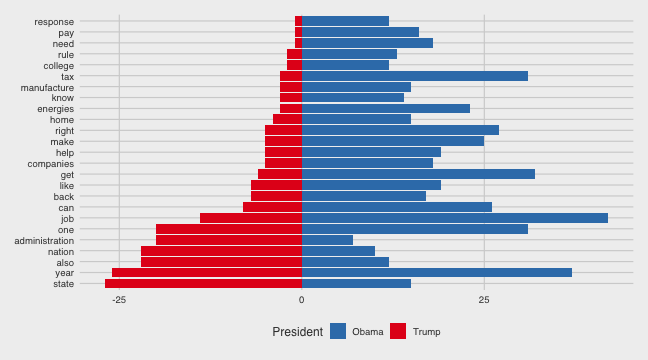 response
pay
need
rule
college
tax
manufacture
know
energies
home
right
make
help
companies
get
like
back
can
job
one
administration
nation
also
year
state
-25 0 25
President Obama Trump